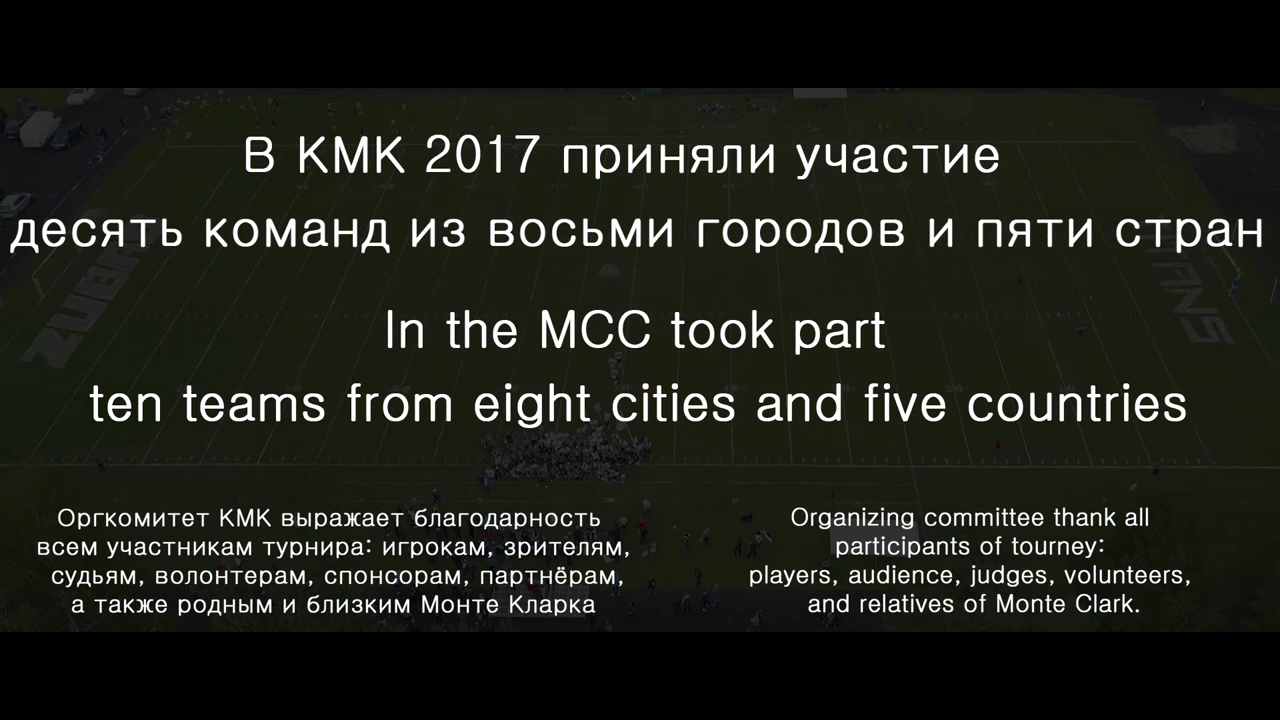 В КМК 2017 приняли участие
десять команд из восьми городов и пяти стран
In the MCC took part
ten teams from eight cities and five countries
Оргкомитет КМК выражает благодарность
всем участникам турнира: игрокам, зрителям,
судьям, волонтерам, спонсорам, партнёрам,
а также родным и близким Монте Кларка
Organizing committee thank all
participants of tourney:
players, audience, judges, volunteers,
and relatives of Monte Clark.